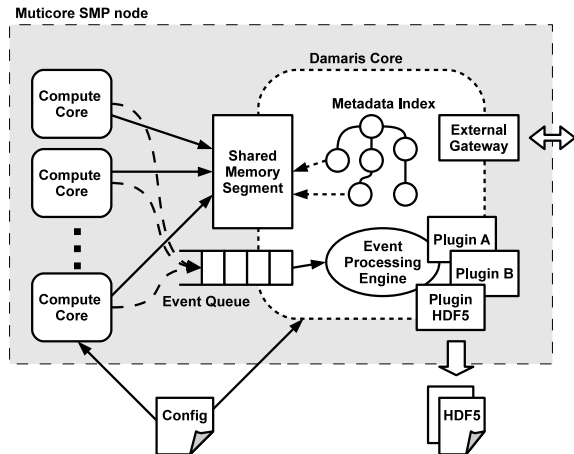 Muticore SMP node
Damaris Core
Compute
Core
Metadata Index
External
Gateway
Shared
Memory
Segment
Compute
Core
Compute
Core
Event Queue
Event
Processing
Engine
Plugin A
Plugin B
Plugin
HDF5
Config
HDF5